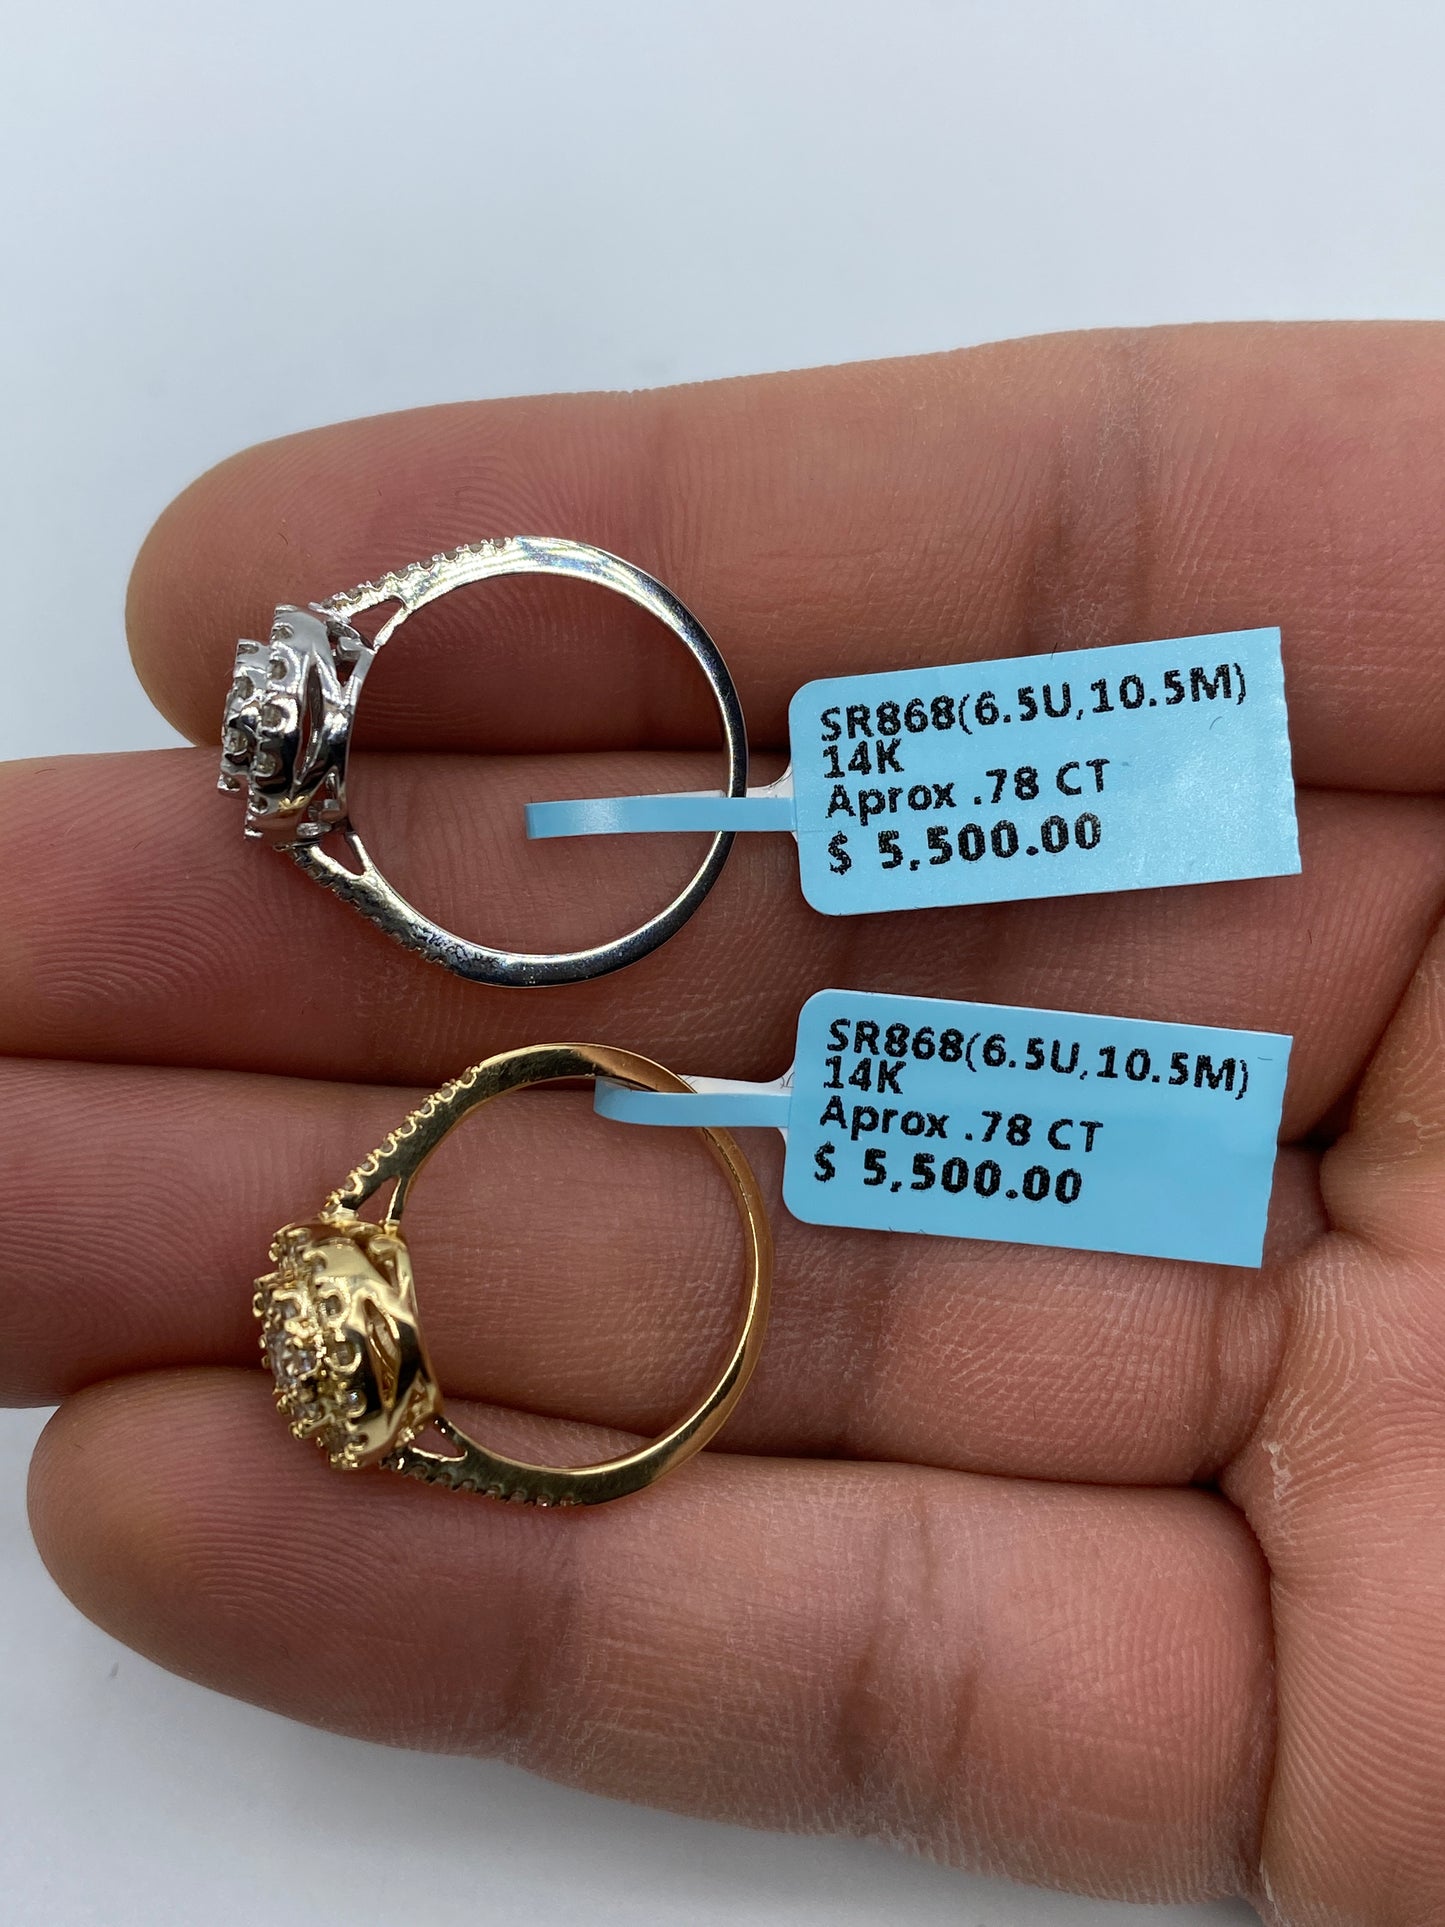 SR868(6.5U,10.5M)
14K
Aprox .78 CT
$ 5,500.00
SR868(6.5U,10.5M)
14K
Aprox .78 CT
$ 5,500.00